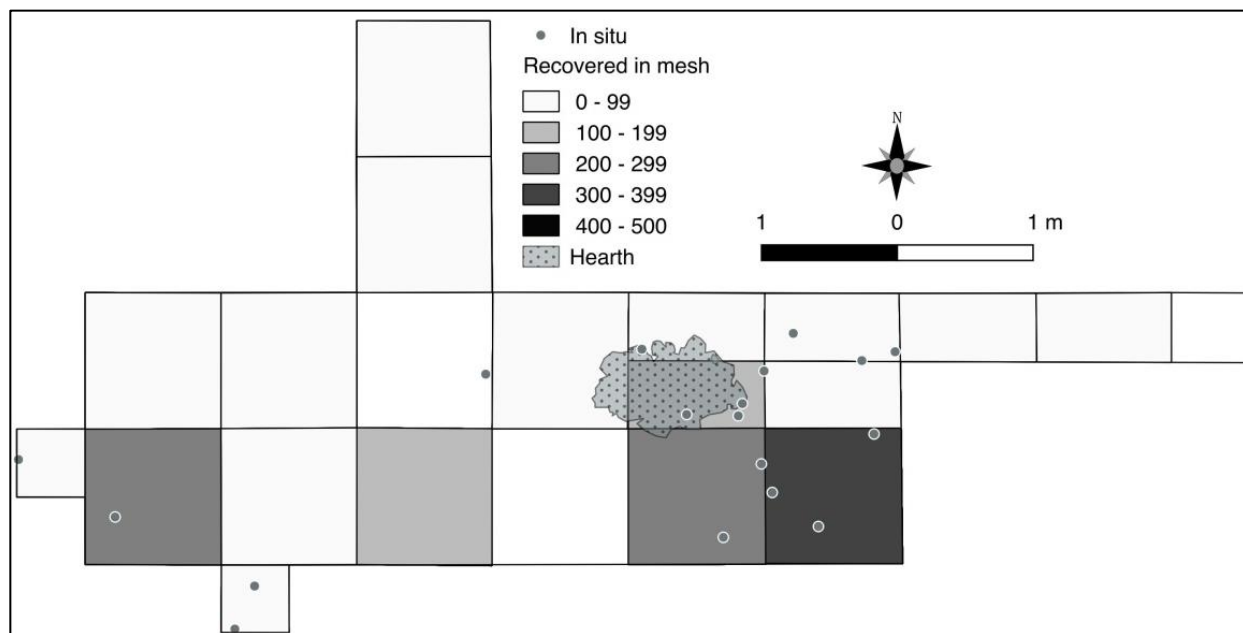 In situ
Recovered in mesh
0 - 99
100 - 199
200 - 299
300 - 399
400 - 500
Hearth
N
1 0 1 m